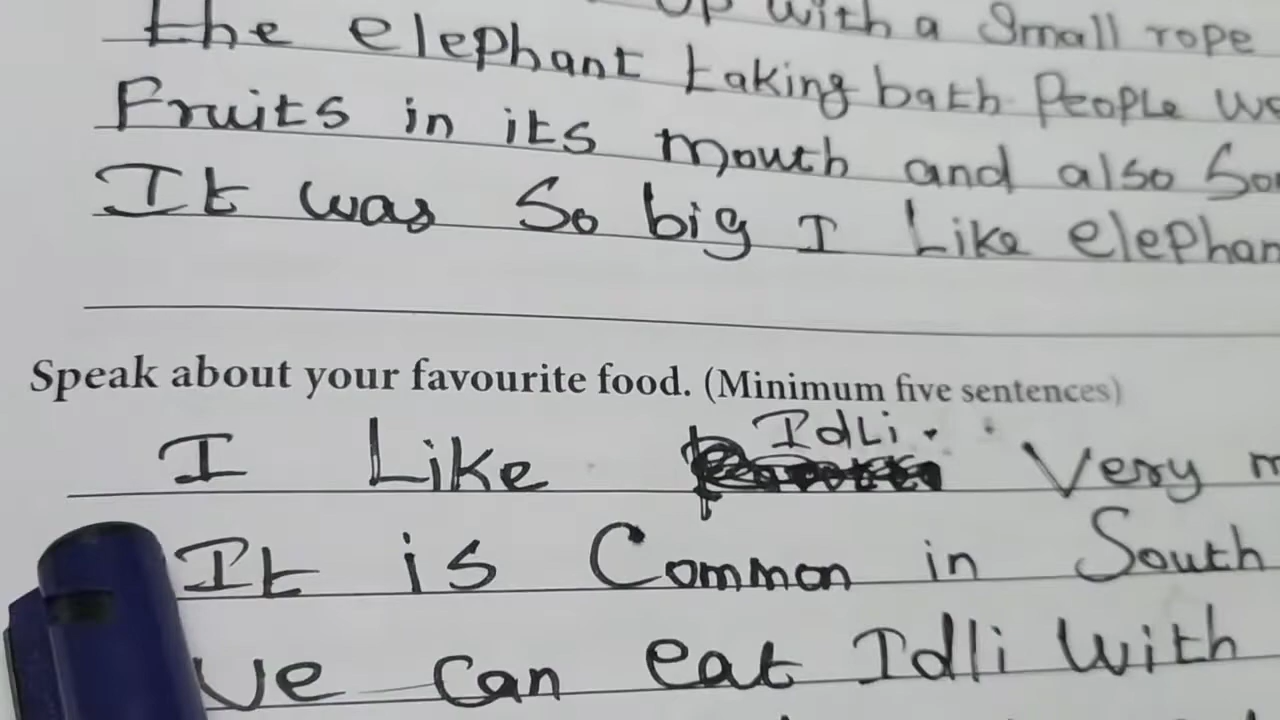 up with a small rope
the elephant taking bath People
Fruits in its mouth and also
It was So big I Like
Speak about your favourite food. (Minimum five sentences)
I Like Idli. Very
It is Common in South
can eat Idli With